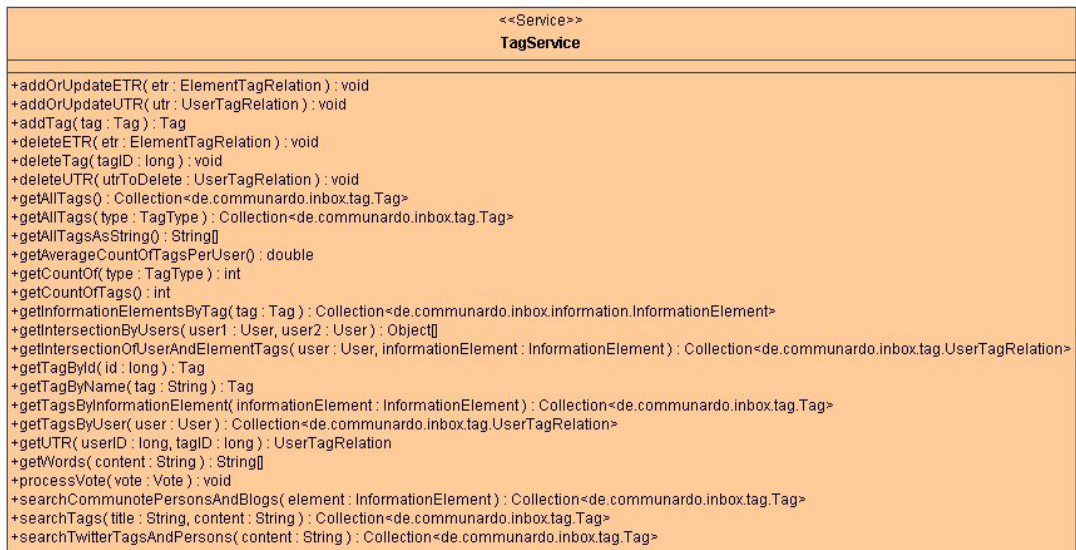 <<Service>>
TagService
+addOrUpdateETR( etr : ElementTagRelation ) : void
+addOrUpdateUTR( utr : UserTagRelation ) : void
+addTag( tag : Tag ) : Tag
+deleteETR( etr : ElementTagRelation ) : void
+deleteTag( tagID : long ) : void
+deleteUTR( utrToDelete : UserTagRelation ) : void
+getAllTags() : Collection<de.communardo.inbox.tag.Tag>
+getAllTags( type : TagType ) : Collection<de.communardo.inbox.tag.Tag>
+getAllTagsAsString() : String[]
+getAverageCountOfTagsPerUser() : double
+getCountOf( type : TagType ) : int
+getCountOfTags() : int
+getInformationElementsByTag( tag : Tag ) : Collection<de.communardo.inbox.information.InformationElement>
+getIntersectionByUsers( user1 : User, user2 : User ) : Object[]
+getIntersectionOfUserAndElementTags( user : User, informationElement : InformationElement ) : Collection<de.communardo.inbox.tag.UserTagRelation>
+getTagById( id : long ) : Tag
+getTagByName( tag : String ) : Tag
+getTagsByInformationElement( informationElement : InformationElement ) : Collection<de.communardo.inbox.tag.Tag>
+getTagsByUser( user : User ) : Collection<de.communardo.inbox.tag.UserTagRelation>
+getUTR( userID : long, tagID : long ) : UserTagRelation
+getWords( content : String ) : String[]
+processVote( vote : Vote ) : void
+searchCommunotePersonsAndBlogs( element : InformationElement ) : Collection<de.communardo.inbox.tag.Tag>
+searchTags( title : String, content : String ) : Collection<de.communardo.inbox.tag.Tag>
+searchTwitterTagsAndPersons( content : String ) : Collection<de.communardo.inbox.tag.Tag>